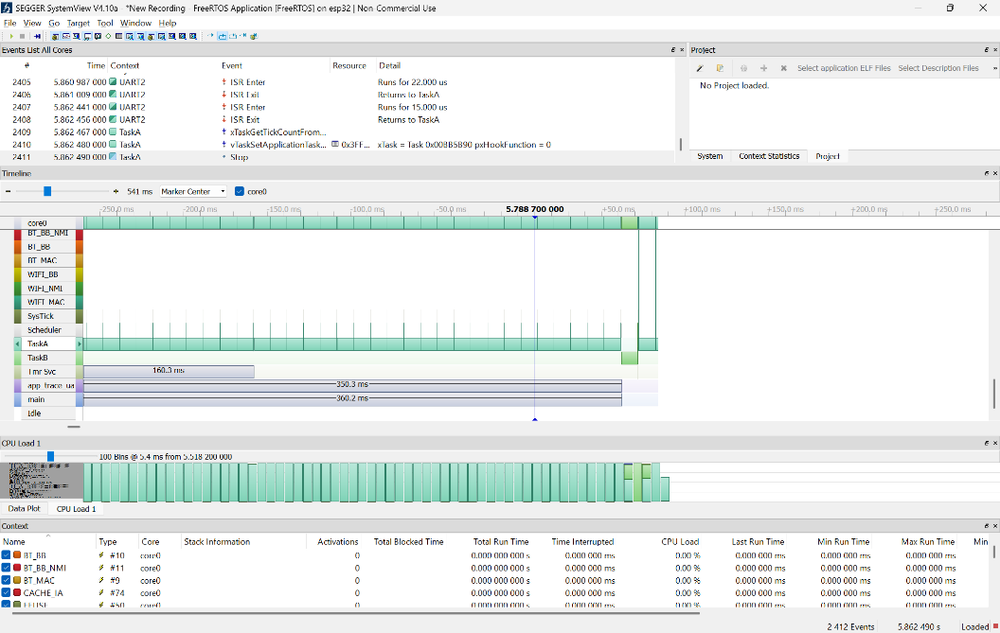 SEGGER SystemView V4.10a - *New Recording - FreeRTOS Application [FreeRTOS] on esp32 | Non-Commercial Use
File View Go Target Tool Window Help
Events List All Cores
# Time Context Event Resource Detail
2405 5.860 987 000 UART2 ISR Enter Runs for 22.000 us
2406 5.861 009 000 UART2 ISR Exit Returns to TaskA
2407 5.862 441 000 UART2 ISR Enter Runs for 15.000 us
2408 5.862 456 000 UART2 ISR Exit Returns to TaskA
2409 5.862 467 000 TaskA xTaskGetTickCountFrom...
2410 5.862 480 000 TaskA vTaskSetApplicationTask... 0x3FF... xTask = Task 0x00BB5B90 pxHookFunction = 0
2411 5.862 490 000 TaskA Stop
Project
Select application ELF Files Select Description Files »
No Project loaded.
System Context Statistics Project
Timeline
541 ms Marker Center core0
-250,0 ms -200,0 ms -150,0 ms -100,0 ms -50,0 ms 5.788 700 000 +50,0 ms +100,0 ms +150,0 ms +200,0 ms +250,0 ms
core0
BT_BB_NMI
BT_BB
BT_MAC
WIFI_BB
WIFI_NMI
WIFI_MAC
SysTick
Scheduler
TaskA
TaskB
Tmr Svc 160.3 ms
app_trace_ua 350.3 ms
main 360.2 ms
Idle
CPU Load 1
100 Bins @ 5.4 ms from 5.518 200 000
Data Plot CPU Load 1
Context
Name Type Core Stack Information Activations Total Blocked Time Total Run Time Time Interrupted CPU Load Last Run Time Min Run Time Max Run Time Min
BT_BB #10 core0 0 0.000 000 000 s 0.000 000 ms 0.00 % 0.000 000 ms 0.000 000 ms 0.000 000 ms
BT_BB_NMI #11 core0 0 0.000 000 000 s 0.000 000 ms 0.00 % 0.000 000 ms 0.000 000 ms 0.000 000 ms
BT_MAC #9 core0 0 0.000 000 000 s 0.000 000 ms 0.00 % 0.000 000 ms 0.000 000 ms 0.000 000 ms
CACHE_IA #74 core0 0 0.000 000 000 s 0.000 000 ms 0.00 % 0.000 000 ms 0.000 000 ms 0.000 000 ms
EFUSE #50 core0 0 0.000 000 000 s 0.000 000 ms 0.00 % 0.000 000 ms 0.000 000 ms 0.000 000 ms
2 412 Events 5.862 490 s Loaded